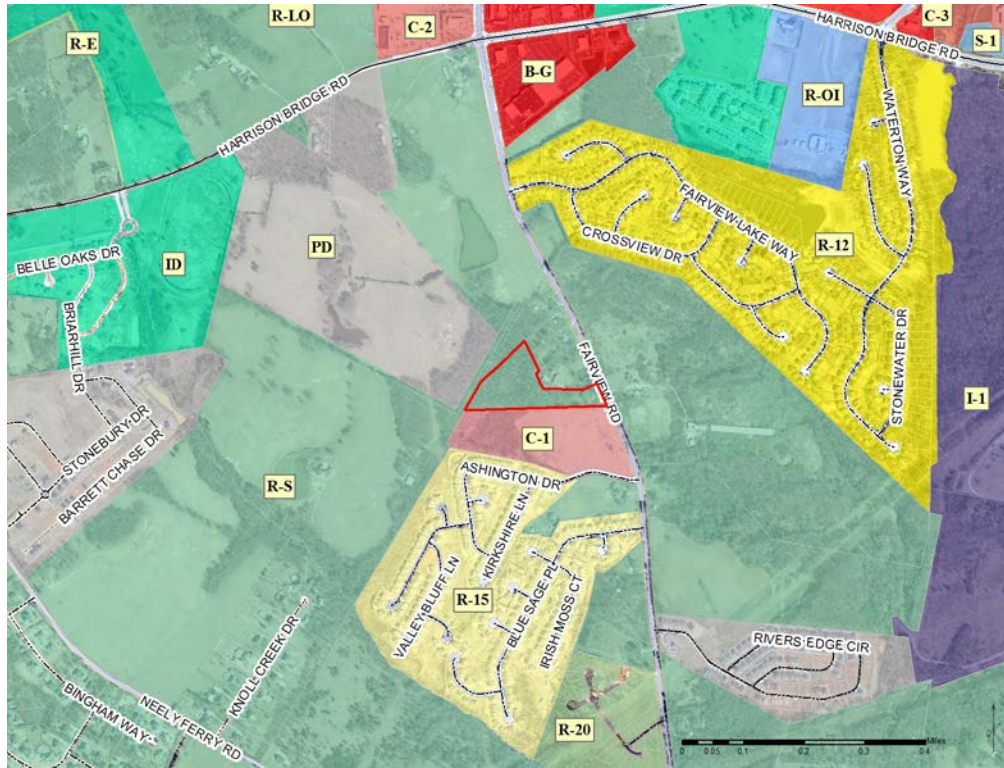 R-LO
C-2
HARRISON BRIDGE RD
C-3
R-E
S-1
B-G
R-OI
HARRISON BRIDGE RD
WATERTON WAY
FAIRVIEW LAKE WAY
CROSSVIEW DR
R-12
PD
BELLE OAKS DR
ID
BRIARHILL DR
FAIRVIEW RD
STONEWATER DR
I-1
STONEBURY DR
BARRETT CHASE DR
C-1
ASHINGTON DR
R-S
KIRKSHIRE LN
VALLEY BLUFF LN
R-15
BLUE SAGE PL
IRISH MOSS CT
RIVERS EDGE CIR
KNOLL CREEK DR
NEELY FERRY RD
BINGHAM WAY
R-20
Miles
0 0.05 0.1 0.2 0.3 0.4